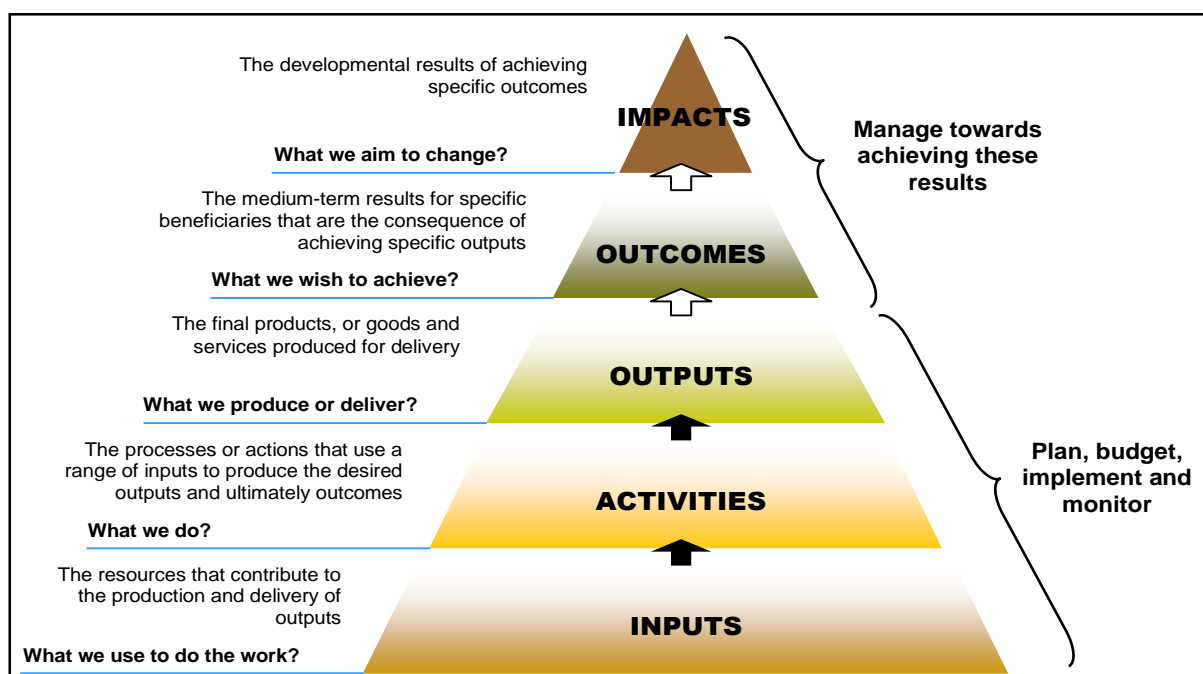 The developmental results of achieving
specific outcomes
IMPACTS
What we aim to change?
Manage towards
achieving these
results
The medium-term results for specific
beneficiaries that are the consequence of
achieving specific outputs
OUTCOMES
What we wish to achieve?
The final products, or goods and
services produced for delivery
OUTPUTS
What we produce or deliver?
The processes or actions that use a
range of inputs to produce the desired
outputs and ultimately outcomes
ACTIVITIES
What we do?
Plan, budget,
implement and
monitor
The resources that contribute to
the production and delivery of
outputs
INPUTS
What we use to do the work?